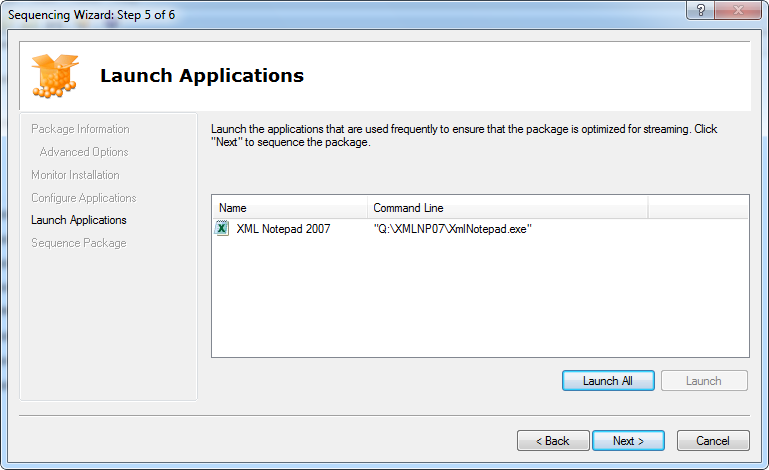 Sequencing Wizard: Step 5 of 6
?
Launch Applications
Package Information
Advanced Options
Monitor Installation
Configure Applications
Launch Applications
Sequence Package
Launch the applications that are used frequently to ensure that the package is optimized for streaming. Click
"Next" to sequence the package.
Name Command Line
XML Notepad 2007 "Q:\XMLNP07\XmlNotepad.exe"
Launch All Launch
< Back Next > Cancel